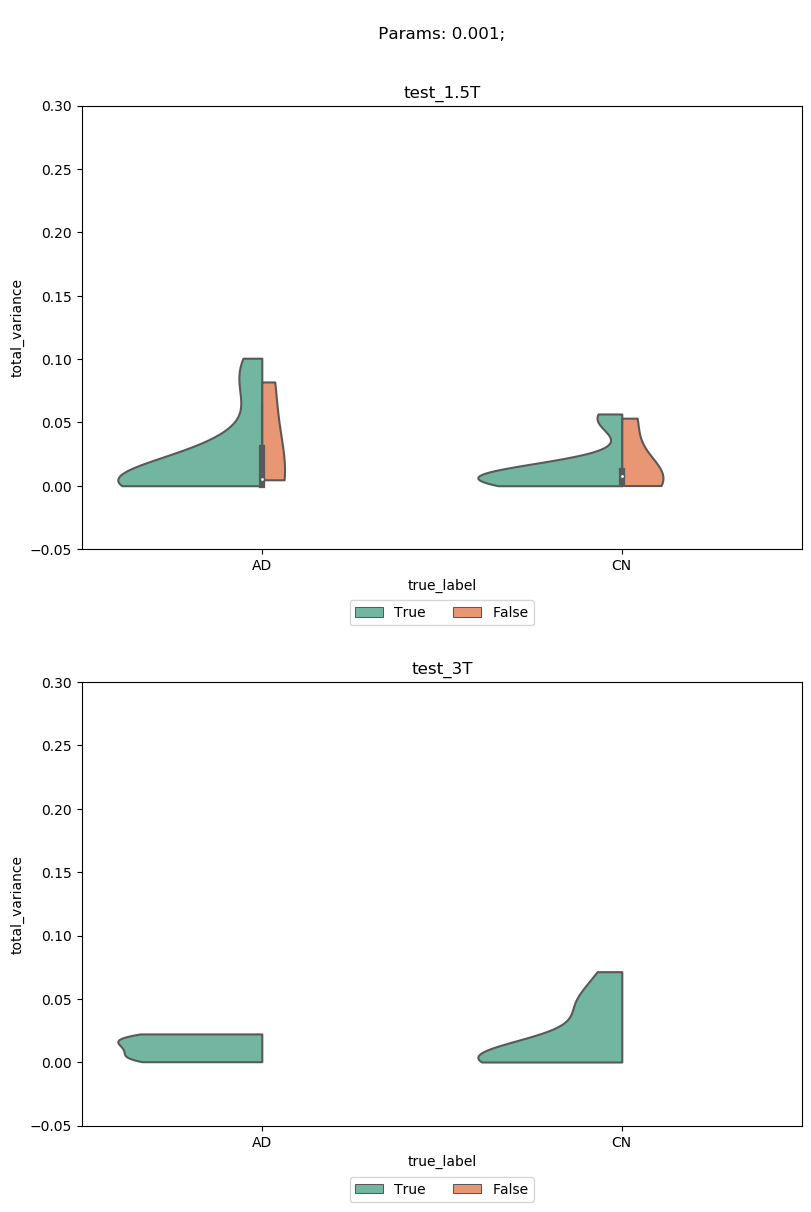 Params: 0.001;
test_1.5T
0.30
0.25
0.20
0.15
0.10
0.05
0.00
−0.05
total_variance
AD CN
true_label
True False
test_3T
0.30
0.25
0.20
0.15
0.10
0.05
0.00
−0.05
total_variance
AD CN
true_label
True False